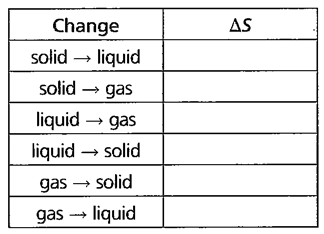 Change ΔS
solid → liquid
solid → gas
liquid → gas
liquid → solid
gas → solid
gas → liquid